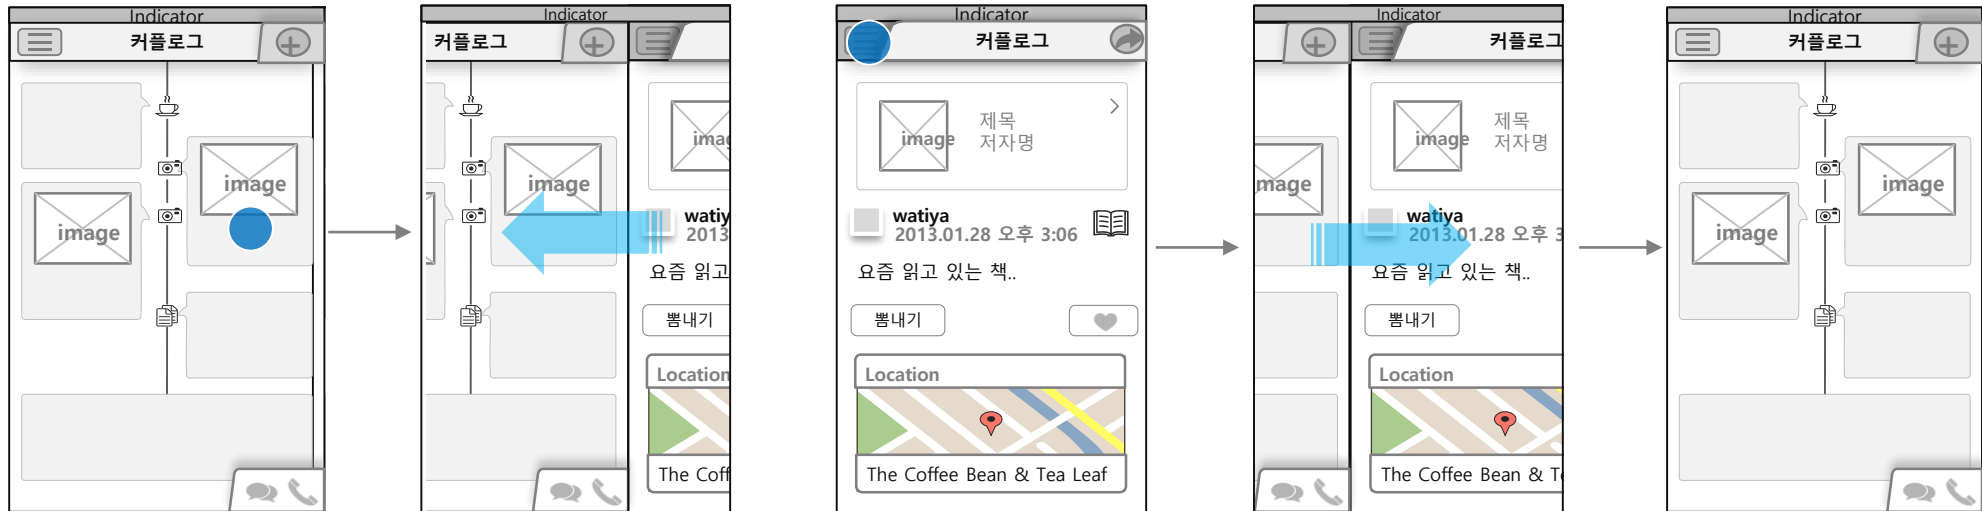 Indicator
커플로그
image
image
Indicator
커플로그
image
imag
watiy
2013
요즘 읽고
뽐내기
Location
The Coff
Indicator
커플로그
image
제목
저자명
watiya
2013.01.28 오후 3:06
요즘 읽고 있는 책..
뽐내기
Location
The Coffee Bean & Tea Leaf
Indicator
커플로그
mage
image
제목
저자명
watiya
2013.01.28 오후 3
요즘 읽고 있는 책..
뽐내기
Location
The Coffee Bean & Te
Indicator
커플로그
image
image